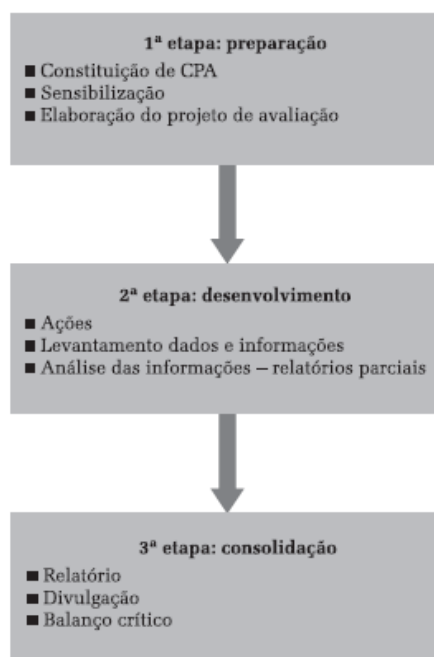 1ª etapa: preparação
■ Constituição de CPA
■ Sensibilização
■ Elaboração do projeto de avaliação
2ª etapa: desenvolvimento
■ Ações
■ Levantamento dados e informações
■ Análise das informações – relatórios parciais
3ª etapa: consolidação
■ Relatório
■ Divulgação
■ Balanço crítico